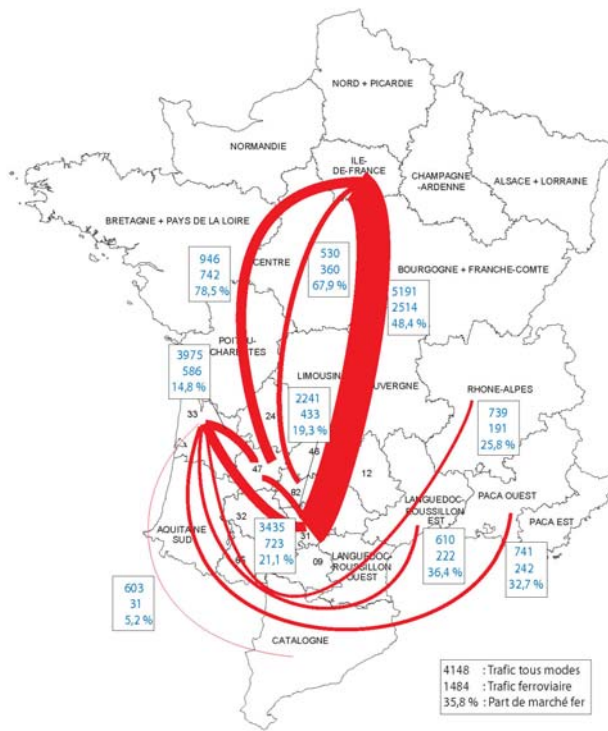 NORD + PICARDIE
NORMANDIE
ILE-
DE-FRANCE
CHAMPAGNE
-ARDENNE
ALSACE + LORRAINE
BRETAGNE + PAYS DE LA LOIRE
946
742
78,5 %
CENTRE
530
360
67,9 %
BOURGOGNE + FRANCHE-COMTE
5191
2514
48,4 %
POITOU-
CHARENTES
3975
586
14,8 %
33
LIMOUSIN
AUVERGNE
2241
433
19,3 %
24
46
RHONE-ALPES
739
191
25,8 %
47
82
12
32
AQUITAINE
SUD
65
3435
723
21,1 %
31
09
LANGUEDOC-
ROUSSILLON
EST
610
222
36,4 %
PACA OUEST
PACA EST
741
242
32,7 %
LANGUEDOC-
ROUSSILLON
OUEST
603
31
5,2 %
CATALOGNE
4148 : Trafic tous modes
1484 : Trafic ferroviaire
35,8 % : Part de marché fer